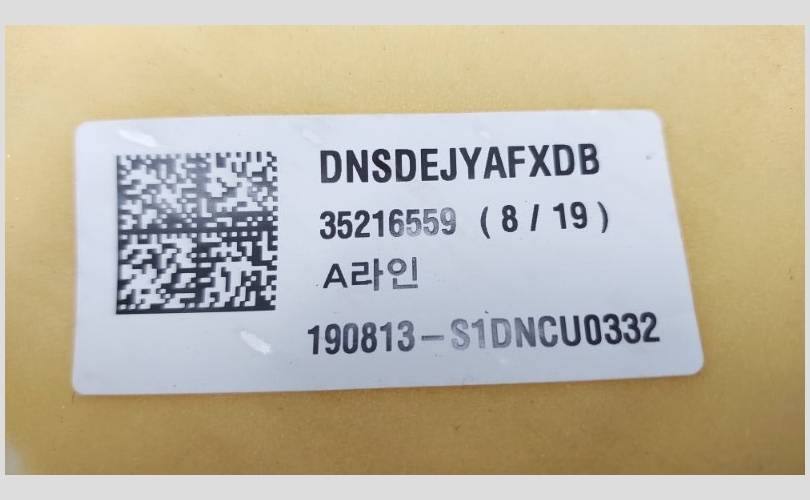 DNSDEJYAFXDB
35216559 ( 8 / 19 )
A라인
190813-S1DNCU0332